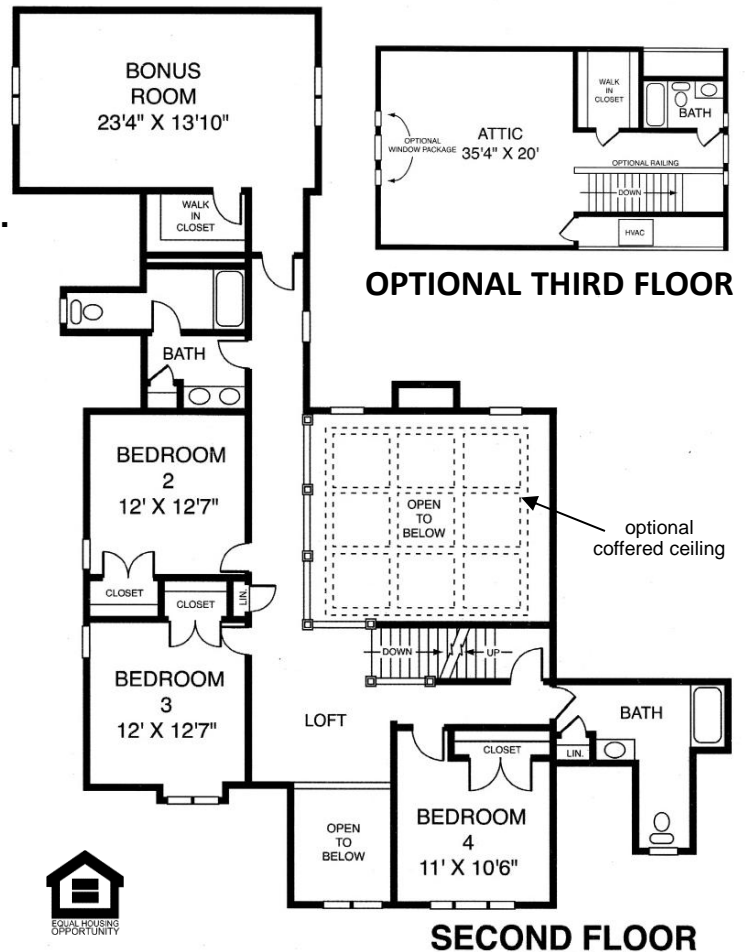 BONUS
ROOM
23'4" X 13'10"
WALK
IN
CLOSET
BATH
BEDROOM
2
12' X 12'7"
CLOSET
CLOSET
LIN.
BEDROOM
3
12' X 12'7"
OPEN
TO
BELOW
optional
coffered ceiling
DOWN
UP
LOFT
BATH
LIN.
CLOSET
BEDROOM
4
11' X 10'6"
OPEN
TO
BELOW
WALK
IN
CLOSET
BATH
OPTIONAL
WINDOW PACKAGE
ATTIC
35'4" X 20'
OPTIONAL RAILING
DOWN
HVAC
OPTIONAL THIRD FLOOR
EQUAL HOUSING
OPPORTUNITY
SECOND FLOOR